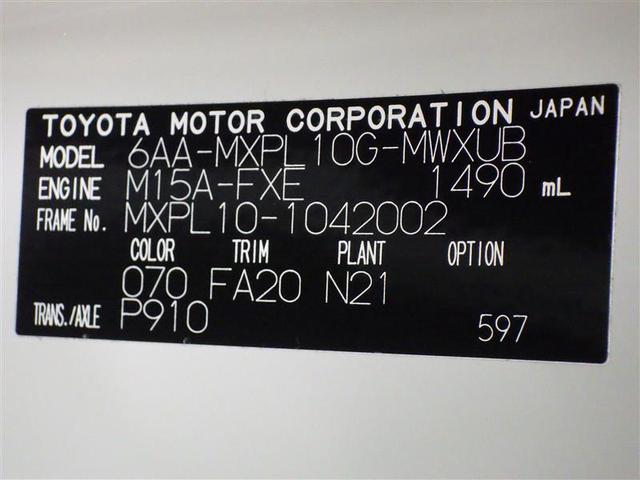 TOYOTA MOTOR CORPORATION JAPAN
MODEL 6AA-MXPL10G-MWXUB
ENGINE M15A-FXE 1490 mL
FRAME No. MXPL10-1042002
COLOR TRIM PLANT OPTION
070 FA20 N21
TRANS./AXLE P910 597